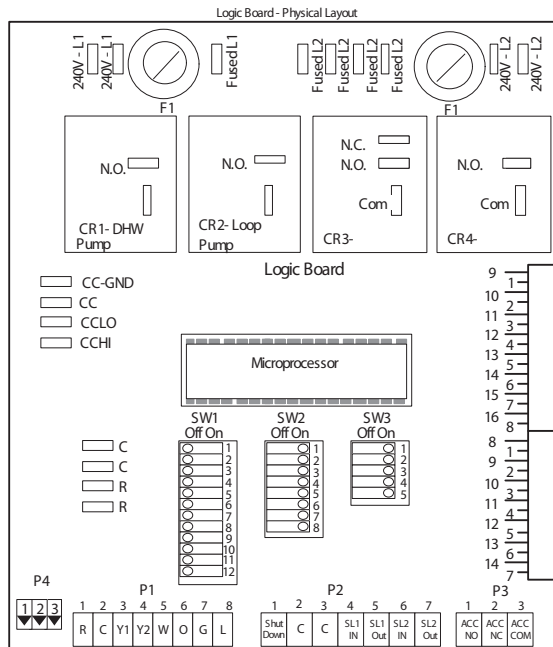 Logic Board - Physical Layout
240V - L1
240V - L1
Fused L1
Fused L2
Fused L2
Fused L2
Fused L2
240V - L2
240V - L2
F1
F1
N.O.
CR1- DHW
Pump
N.O.
CR2- Loop
Pump
N.C.
N.O.
Com
CR3-
N.O.
Com
CR4-
Logic Board
CC-GND
CC
CCLO
CCHI
9
1
10
2
11
3
12
4
13
5
14
6
15
7
16
8
8
1
9
2
10
3
11
4
12
5
13
6
14
7
Microprocessor
SW1
Off On
1
2
3
4
5
6
7
8
9
10
11
12
SW2
Off On
1
2
3
4
5
6
7
8
SW3
Off On
1
2
3
4
5
C
C
R
R
P4
1 2 3
P1
1 2 3 4 5 6 7 8
R C Y1 Y2 W O G L
P2
1 2 3 4 5 6 7
Shut Down C C SL1 IN SL1 Out SL2 IN SL2 Out
P3
1 2 3
ACC NO ACC NC ACC COM